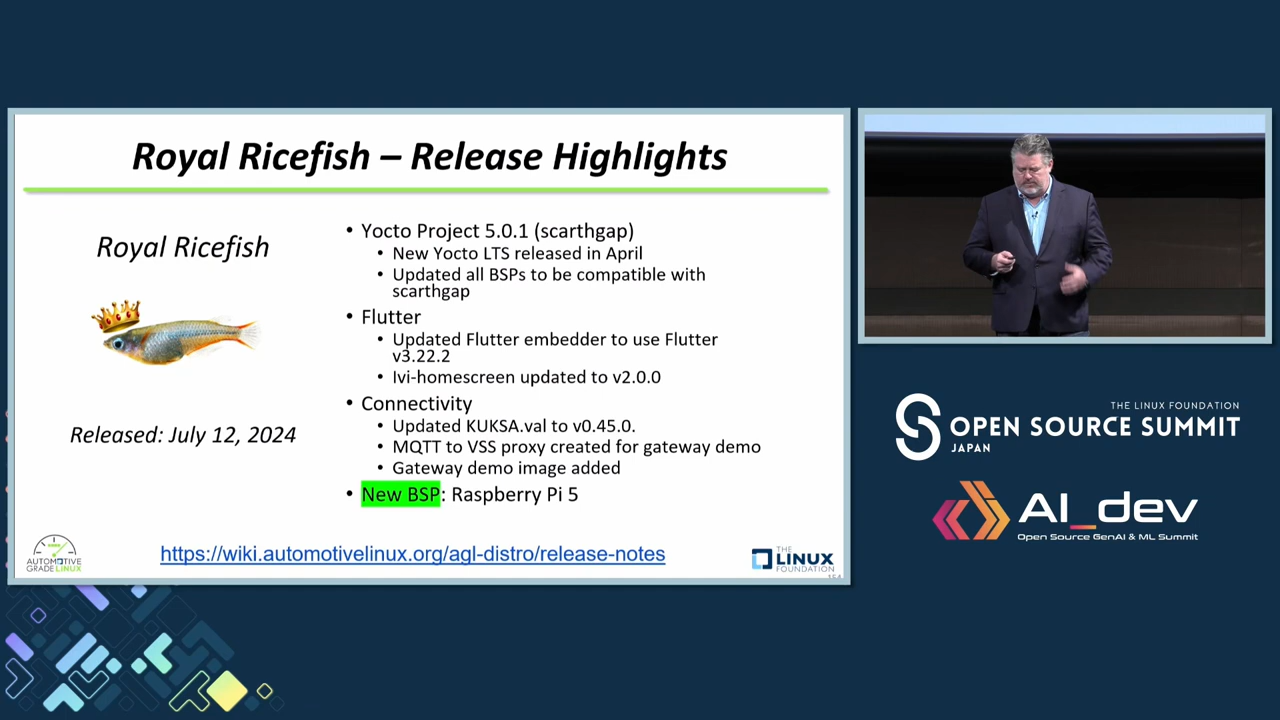 Royal Ricefish – Release Highlights
Royal Ricefish
Released: July 12, 2024
• Yocto Project 5.0.1 (scarthgap)
• New Yocto LTS released in April
• Updated all BSPs to be compatible with
scarthgap
• Flutter
• Updated Flutter embedder to use Flutter
v3.22.2
• Ivi-homescreen updated to v2.0.0
• Connectivity
• Updated KUKSA.val to v0.45.0.
• MQTT to VSS proxy created for gateway demo
• Gateway demo image added
• New BSP: Raspberry Pi 5
AUTOMOTIVE
GRADE LINUX
https://wiki.automotivelinux.org/agl-distro/release-notes
THE
LINUX
FOUNDATION
THE LINUX FOUNDATION
OPEN SOURCE SUMMIT
JAPAN
AI_dev
Open Source GenAI & ML Summit